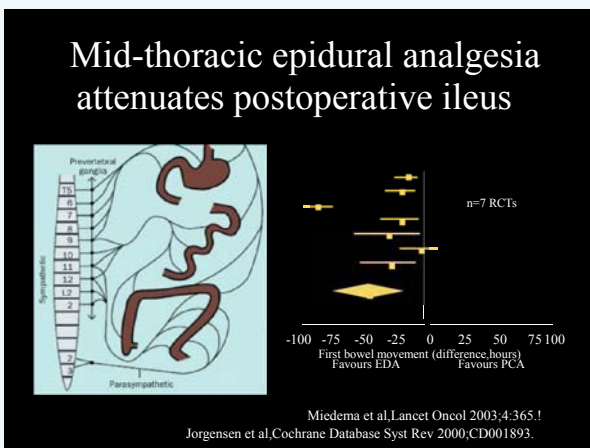 Mid-thoracic epidural analgesia
attenuates postoperative ileus
Prevertebral
ganglia
T5
6
7
8
9
10
11
12
L2
2
2
3
Sympathetic
Parasympathetic
n=7 RCTs
-100 -75 -50 -25 0 25 50 75 100
First bowel movement (difference,hours)
Favours EDA Favours PCA
Miedema et al,Lancet Oncol 2003;4:365.!
Jorgensen et al,Cochrane Database Syst Rev 2000;CD001893.